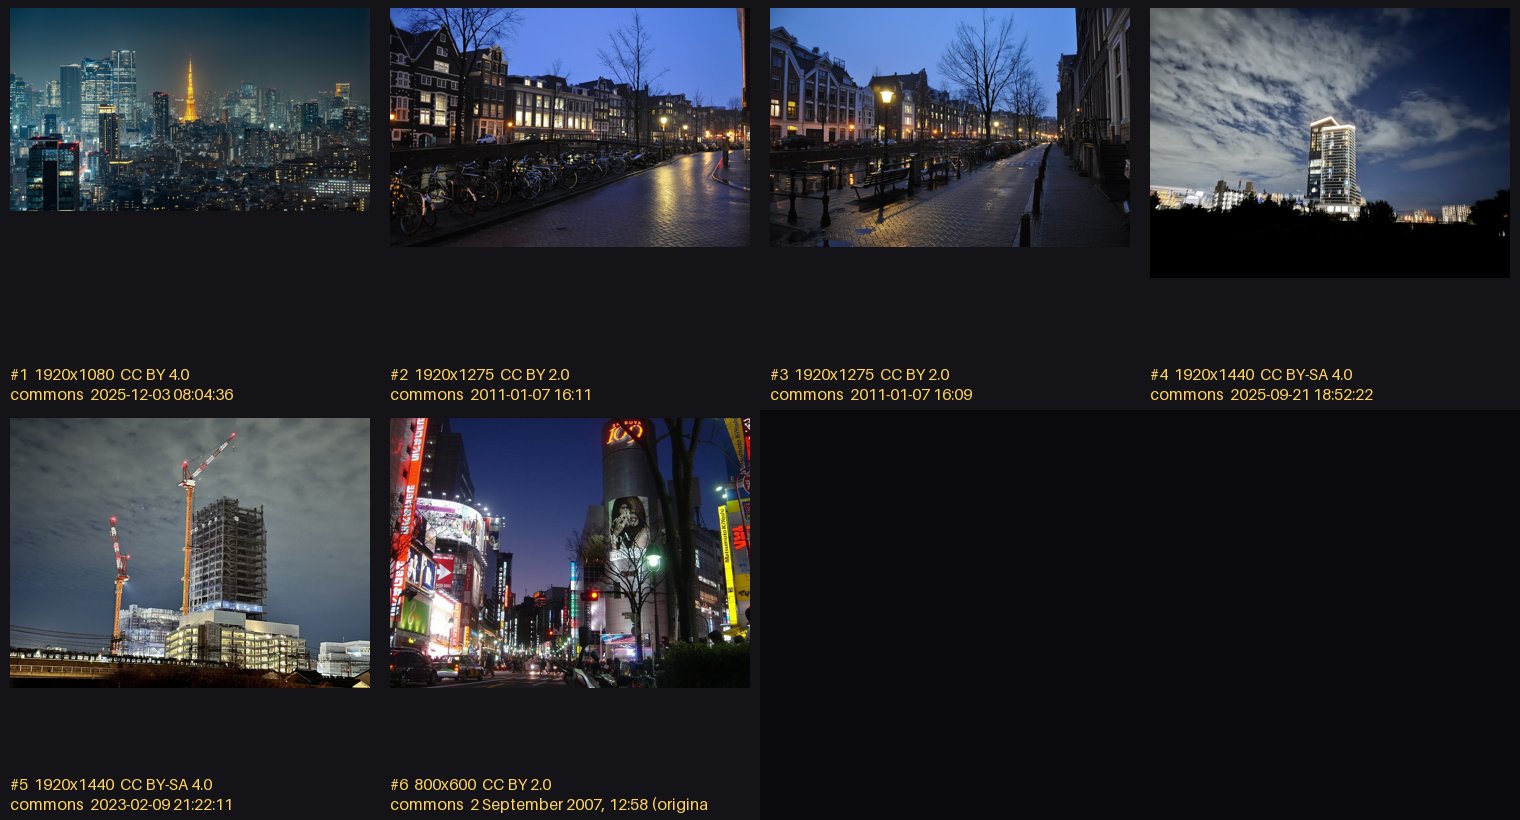 #1 1920x1080 CC BY 4.0
commons 2025-12-03 08:04:36
#2 1920x1275 CC BY 2.0
commons 2011-01-07 16:11
#3 1920x1275 CC BY 2.0
commons 2011-01-07 16:09
#4 1920x1440 CC BY-SA 4.0
commons 2025-09-21 18:52:22
109
#5 1920x1440 CC BY-SA 4.0
commons 2023-02-09 21:22:11
#6 800x600 CC BY 2.0
commons 2 September 2007, 12:58 (origina